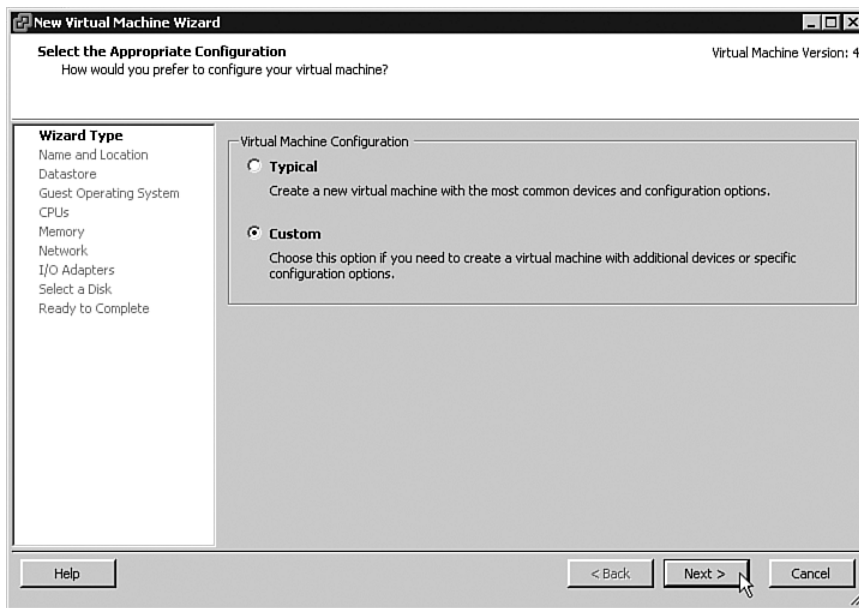 New Virtual Machine Wizard
Select the Appropriate Configuration
How would you prefer to configure your virtual machine?
Virtual Machine Version: 4
Wizard Type
Name and Location
Datastore
Guest Operating System
CPUs
Memory
Network
I/O Adapters
Select a Disk
Ready to Complete
Virtual Machine Configuration
Typical
Create a new virtual machine with the most common devices and configuration options.
Custom
Choose this option if you need to create a virtual machine with additional devices or specific
configuration options.
Help
< Back
Next >
Cancel